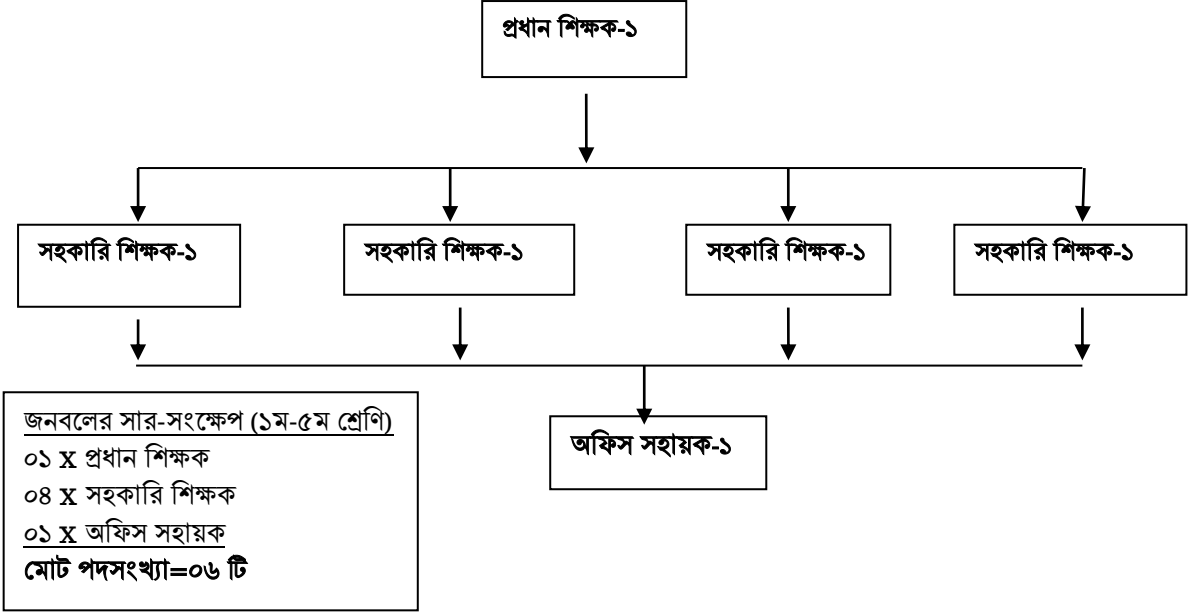 প্রধান শিক্ষক-১
সহকারি শিক্ষক-১
সহকারি শিক্ষক-১
সহকারি শিক্ষক-১
সহকারি শিক্ষক-১
অফিস সহায়ক-১
জনবলের সার-সংক্ষেপ (১ম-৫ম শ্রেণি)
০১ X প্রধান শিক্ষক
০৪ X সহকারি শিক্ষক
০১ X অফিস সহায়ক
মোট পদসংখ্যা=০৬ টি